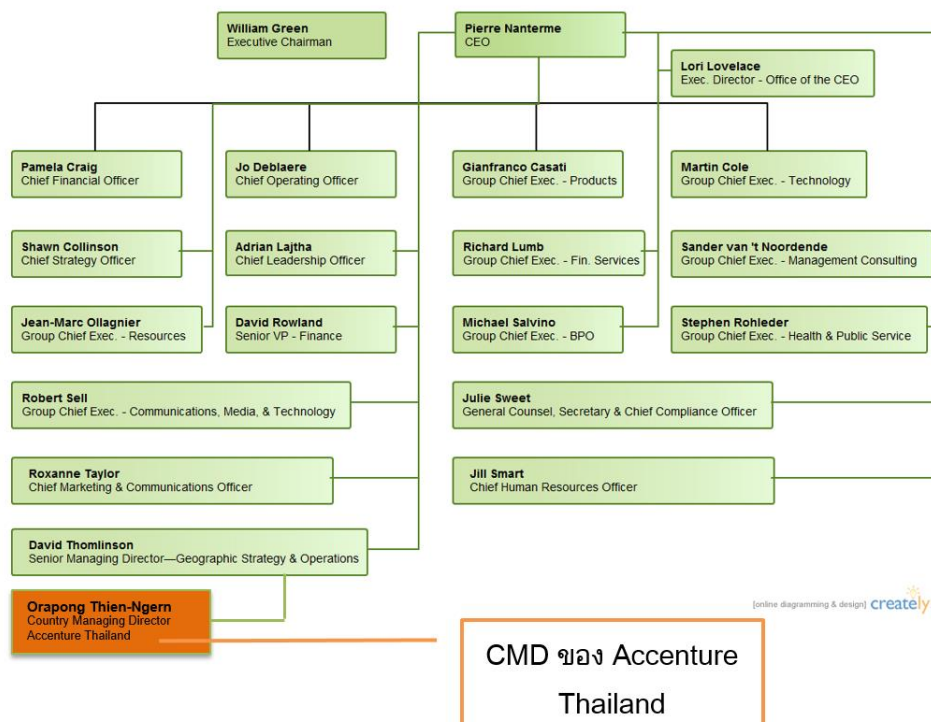 William Green
Executive Chairman
Pierre Nanterme
CEO
Lori Lovelace
Exec. Director - Office of the CEO
Pamela Craig
Chief Financial Officer
Jo Deblaere
Chief Operating Officer
Gianfranco Casati
Group Chief Exec. - Products
Martin Cole
Group Chief Exec. - Technology
Shawn Collinson
Chief Strategy Officer
Adrian Lajtha
Chief Leadership Officer
Richard Lumb
Group Chief Exec. - Fin. Services
Sander van 't Noordende
Group Chief Exec. - Management Consulting
Jean-Marc Ollagnier
Group Chief Exec. - Resources
David Rowland
Senior VP - Finance
Michael Salvino
Group Chief Exec. - BPO
Stephen Rohleder
Group Chief Exec. - Health & Public Service
Robert Sell
Group Chief Exec. - Communications, Media, & Technology
Julie Sweet
General Counsel, Secretary & Chief Compliance Officer
Roxanne Taylor
Chief Marketing & Communications Officer
Jill Smart
Chief Human Resources Officer
David Thomlinson
Senior Managing Director—Geographic Strategy & Operations
Orapong Thien-Ngern
Country Managing Director
Accenture Thailand
[online diagramming & design] creately
CMD ของ Accenture
Thailand